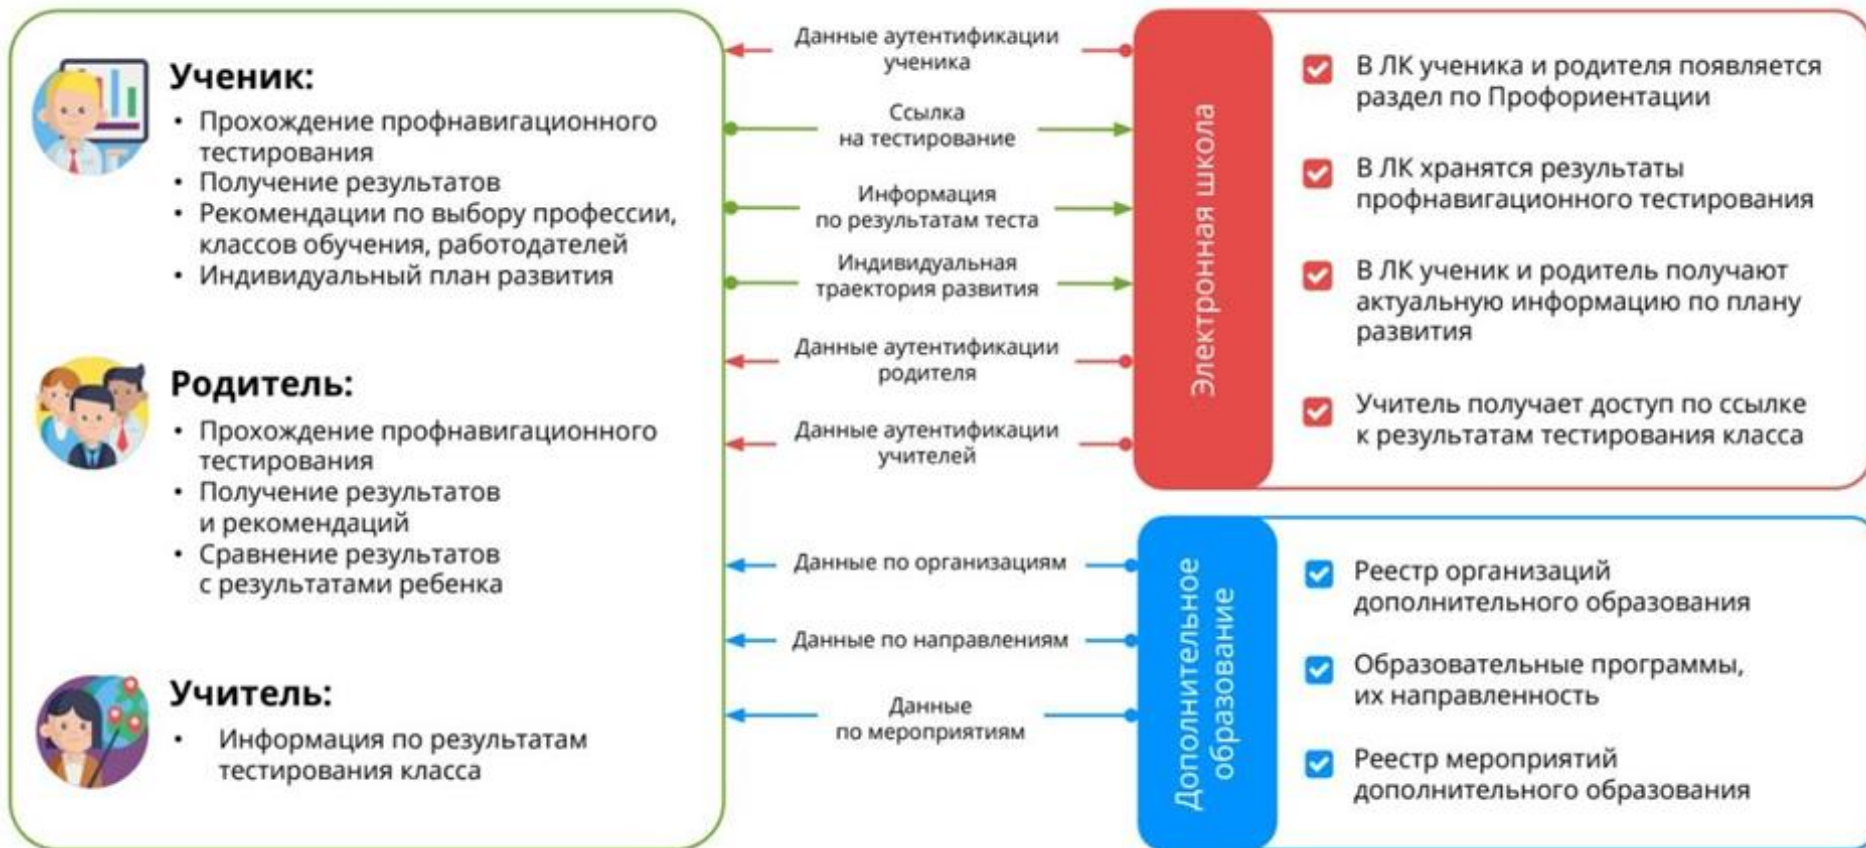 Ученик:
• Прохождение профнавигационного
тестирования
• Получение результатов
• Рекомендации по выбору профессии,
классов обучения, работодателей
• Индивидуальный план развития
Родитель:
• Прохождение профнавигационного
тестирования
• Получение результатов
и рекомендаций
• Сравнение результатов
с результатами ребенка
Учитель:
• Информация по результатам
тестирования класса
Данные аутентификации
ученика
Ссылка
на тестирование
Информация
по результатам теста
Индивидуальная
траектория развития
Данные аутентификации
родителя
Данные аутентификации
учителей
Данные по организациям
Данные по направлениям
Данные
по мероприятиям
Электронная школа
В ЛК ученика и родителя появляется
раздел по Профориентации
В ЛК хранятся результаты
профнавигационного тестирования
В ЛК ученик и родитель получают
актуальную информацию по плану
развития
Учитель получает доступ по ссылке
к результатам тестирования класса
Дополнительное
образование
Реестр организаций
дополнительного образования
Образовательные программы,
их направленность
Реестр мероприятий
дополнительного образования